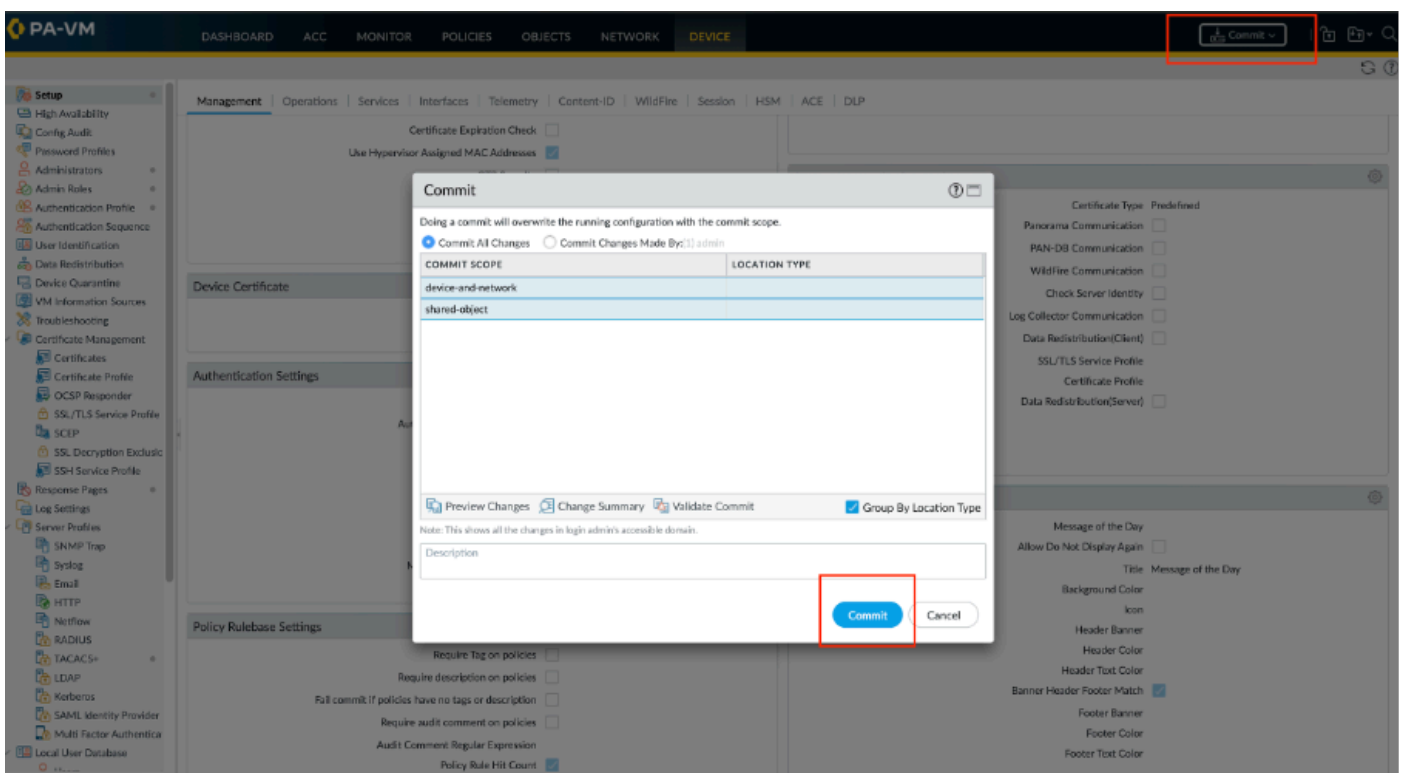 PA-VM
DASHBOARD ACC MONITOR POLICIES OBJECTS NETWORK DEVICE
Commit
Setup
High Availability
Config Audit
Password Profiles
Administrators
Admin Roles
Authentication Profile
Authentication Sequence
User Identification
Data Redistribution
Device Quarantine
VM Information Sources
Troubleshooting
Certificate Management
Certificates
Certificate Profile
OCSP Responder
SSL/TLS Service Profile
SCEP
SSL Decryption Exclusic
SSH Service Profile
Response Pages
Log Settings
Server Profiles
SNMP Trap
Syslog
Email
HTTP
Netflow
RADIUS
TACACS+
LDAP
Kerberos
SAML Identity Provider
Multi Factor Authentica
Local User Database
Management Operations Services Interfaces Telemetry Content-ID WildFire Session HSM ACE DLP
Certificate Expiration Check
Use Hypervisor Assigned MAC Addresses
Device Certificate
Authentication Settings
Policy Rulebase Settings
Require Tag on policies
Require description on policies
Fail commit if policies have no tags or description
Require audit comment on policies
Audit Comment Regular Expression
Policy Rule Hit Count
Commit
Doing a commit will overwrite the running configuration with the commit scope.
Commit All Changes Commit Changes Made By:(1) admin
COMMIT SCOPE LOCATION TYPE
device-and-network
shared-object
Preview Changes Change Summary Validate Commit Group By Location Type
Note: This shows all the changes in login admin's accessible domain.
Description
Commit Cancel
Certificate Type Predefined
Panorama Communication
PAN-DB Communication
WildFire Communication
Check Server Identity
Log Collector Communication
Data Redistribution(Client)
SSL/TLS Service Profile
Certificate Profile
Data Redistribution(Server)
Message of the Day
Allow Do Not Display Again
Title Message of the Day
Background Color
Icon
Header Banner
Header Color
Header Text Color
Banner Header Footer Match
Footer Banner
Footer Color
Footer Text Color